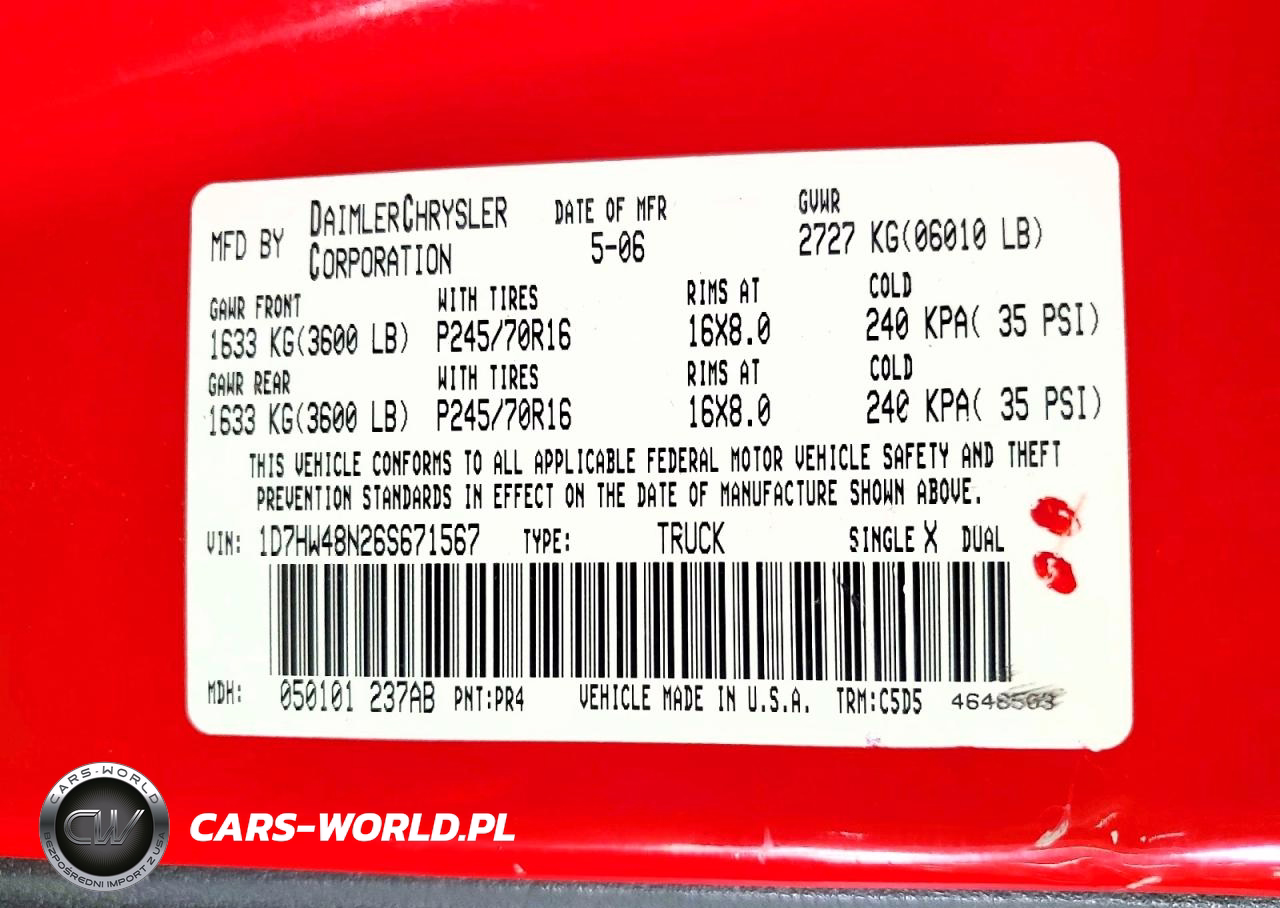 MFD BY DAIMLERCHRYSLER CORPORATION DATE OF MFR 5-06 GVWR 2727 KG(06010 LB)
GAWR FRONT WITH TIRES RIMS AT COLD
1633 KG(3600 LB) P245/70R16 16X8.0 240 KPA( 35 PSI)
GAWR REAR WITH TIRES RIMS AT COLD
1633 KG(3600 LB) P245/70R16 16X8.0 240 KPA( 35 PSI)
THIS VEHICLE CONFORMS TO ALL APPLICABLE FEDERAL MOTOR VEHICLE SAFETY AND THEFT
PREVENTION STANDARDS IN EFFECT ON THE DATE OF MANUFACTURE SHOWN ABOVE.
VIN: 1D7HW48N26S671567 TYPE: TRUCK SINGLE X DUAL
MDH: 050101 237AB PNT:PR4 VEHICLE MADE IN U.S.A. TRM:C5D5 4648503
CARS-WORLD
CW
BEZPOŚREDNI IMPORT Z USA
CARS-WORLD.PL